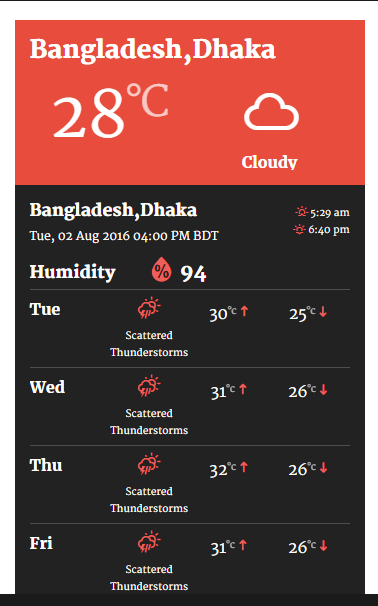 Bangladesh,Dhaka
28°C
Cloudy
Bangladesh,Dhaka
5:29 am
Tue, 02 Aug 2016 04:00 PM BDT
6:40 pm
Humidity % 94
Tue 30°C ↑ 25°C ↓
Scattered
Thunderstorms
Wed 31°C ↑ 26°C ↓
Scattered
Thunderstorms
Thu 32°C ↑ 26°C ↓
Scattered
Thunderstorms
Fri 31°C ↑ 26°C ↓
Scattered
Thunderstorms